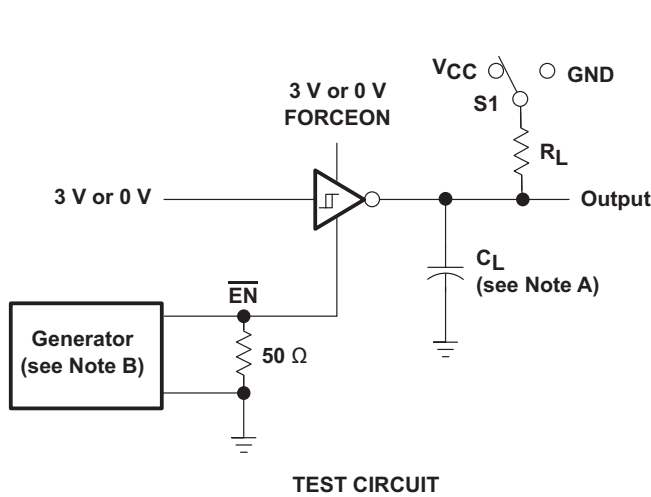 VCC
GND
S1
3 V or 0 V
FORCEON
RL
3 V or 0 V
Output
CL
(see Note A)
EN
Generator
(see Note B)
50 Ω
TEST CIRCUIT